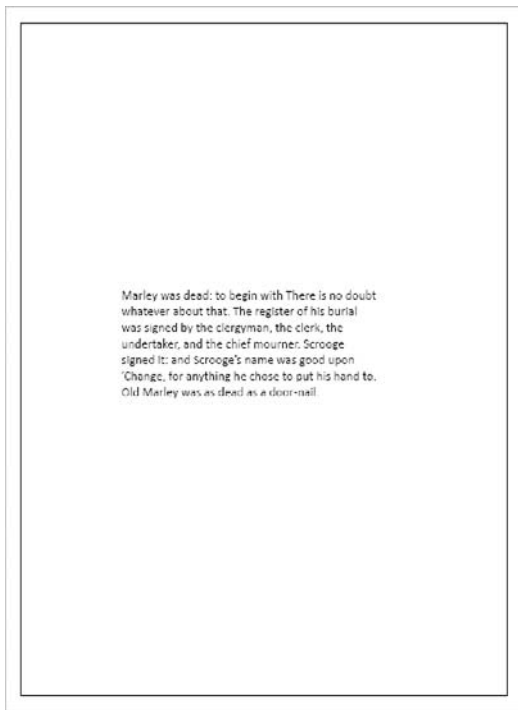 Marley was dead: to begin with There is no doubt
whatever about that. The register of his burial
was signed by the clergyman, the clerk, the
undertaker, and the chief mourner. Scrooge
signed it: and Scrooge's name was good upon
'Change, for anything he chose to put his hand to.
Old Marley was as dead as a door-nail.